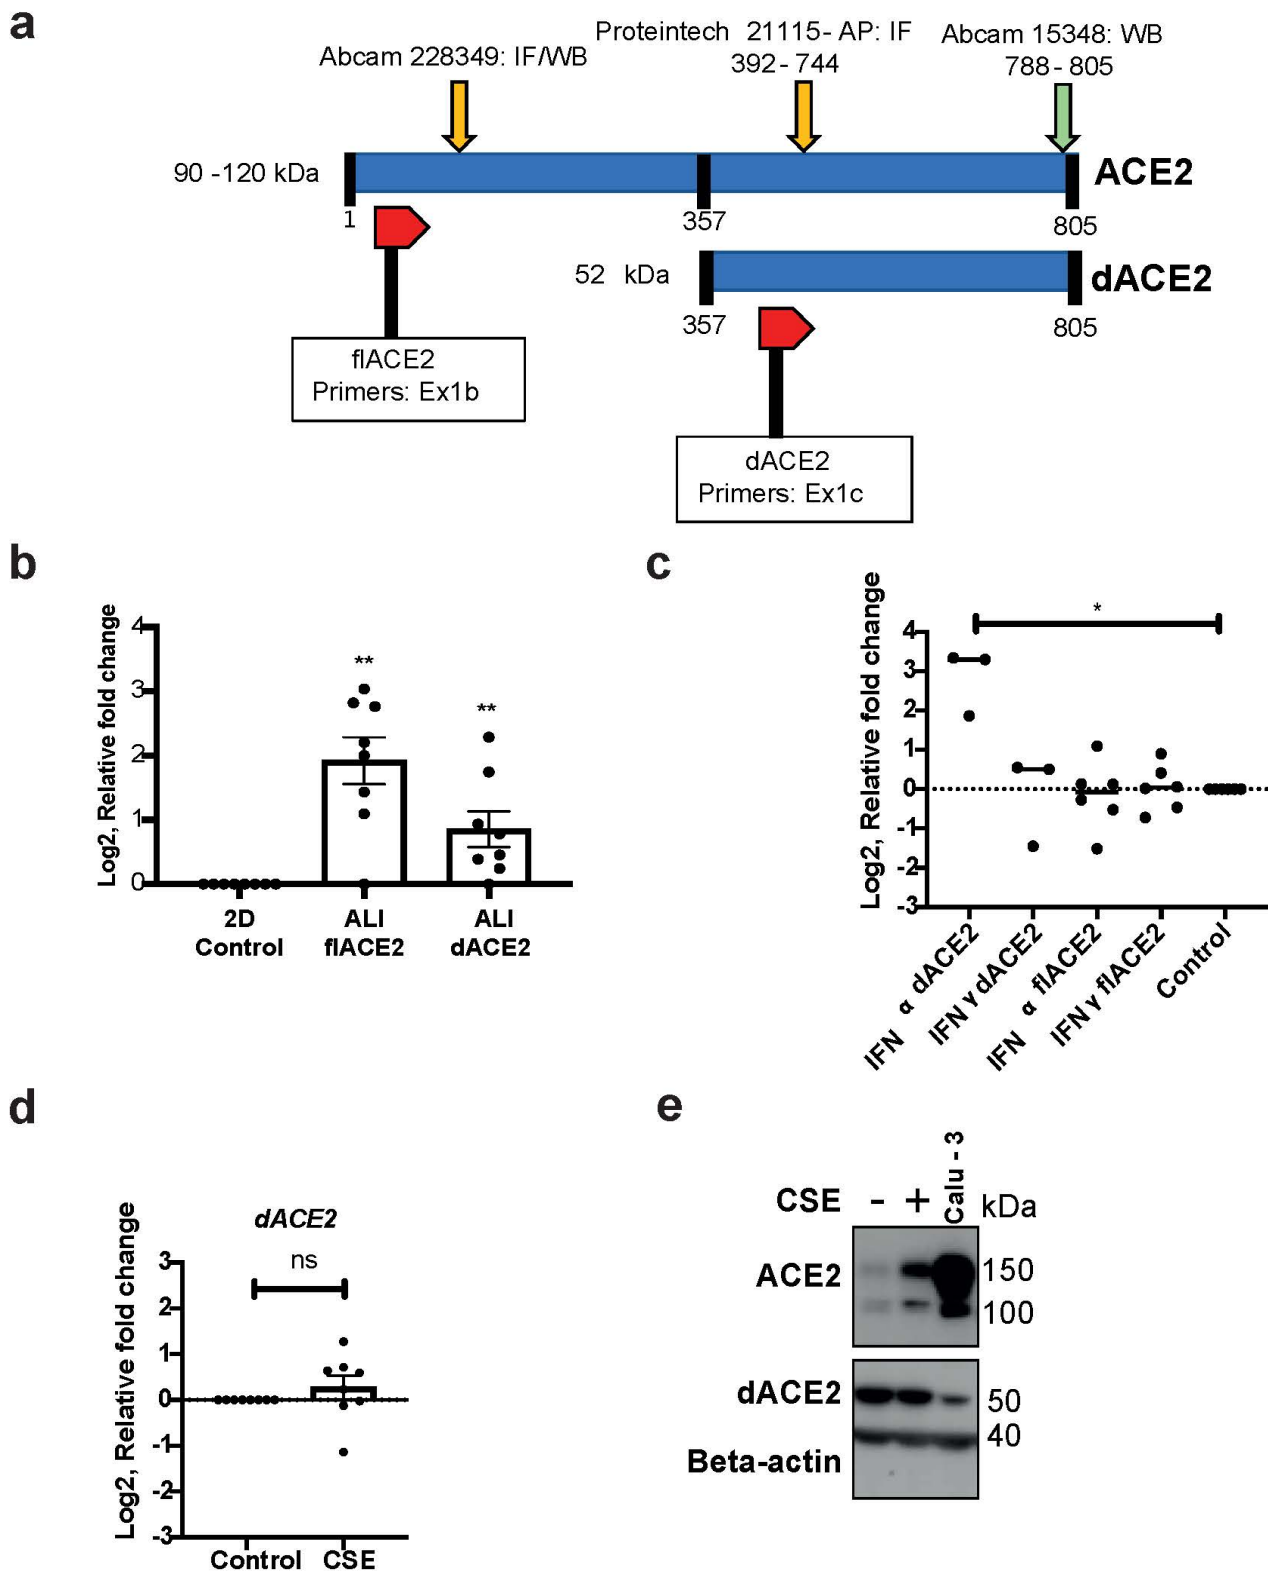 a
Abcam 228349: IF/WB
Proteintech 21115- AP: IF
392 - 744
Abcam 15348: WB
788 - 805
90 -120 kDa
ACE2
1
357
805
52 kDa
dACE2
357
805
flACE2
Primers: Ex1b
dACE2
Primers: Ex1c
b
Log2, Relative fold change
4
3
2
1
0
**
**
2D
Control
ALI
flACE2
ALI
dACE2
c
Log2, Relative fold change
4
3
2
1
0
-1
-2
-3
*
IFN α dACE2
IFN γ dACE2
IFN α flACE2
IFN γ flACE2
Control
d
dACE2
ns
Log2, Relative fold change
3
2
1
0
-1
-2
-3
Control
CSE
e
CSE - + Calu - 3 kDa
ACE2
150
100
dACE2
50
40
Beta-actin